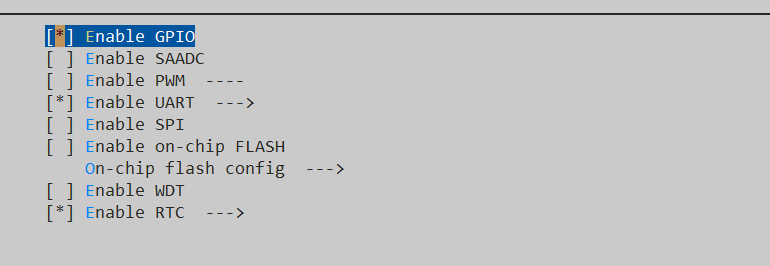 [*] Enable GPIO
[ ] Enable SAADC
[ ] Enable PWM  ----
[*] Enable UART  --->
[ ] Enable SPI
[ ] Enable on-chip FLASH
    On-chip flash config  --->
[ ] Enable WDT
[*] Enable RTC  --->